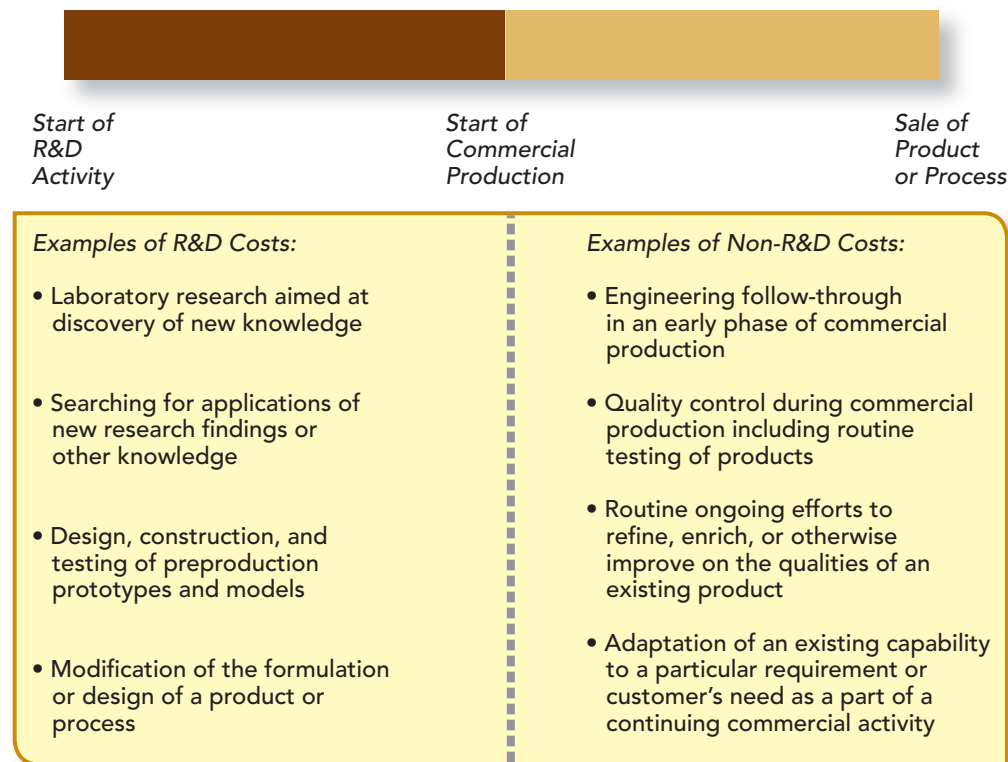 Start of
R&D
Activity
Start of
Commercial
Production
Sale of
Product
or Process
Examples of R&D Costs:
• Laboratory research aimed at
discovery of new knowledge
• Searching for applications of
new research findings or
other knowledge
• Design, construction, and
testing of preproduction
prototypes and models
• Modification of the formulation
or design of a product or
process
Examples of Non-R&D Costs:
• Engineering follow-through
in an early phase of commercial
production
• Quality control during commercial
production including routine
testing of products
• Routine ongoing efforts to
refine, enrich, or otherwise
improve on the qualities of an
existing product
• Adaptation of an existing capability
to a particular requirement or
customer's need as a part of a
continuing commercial activity